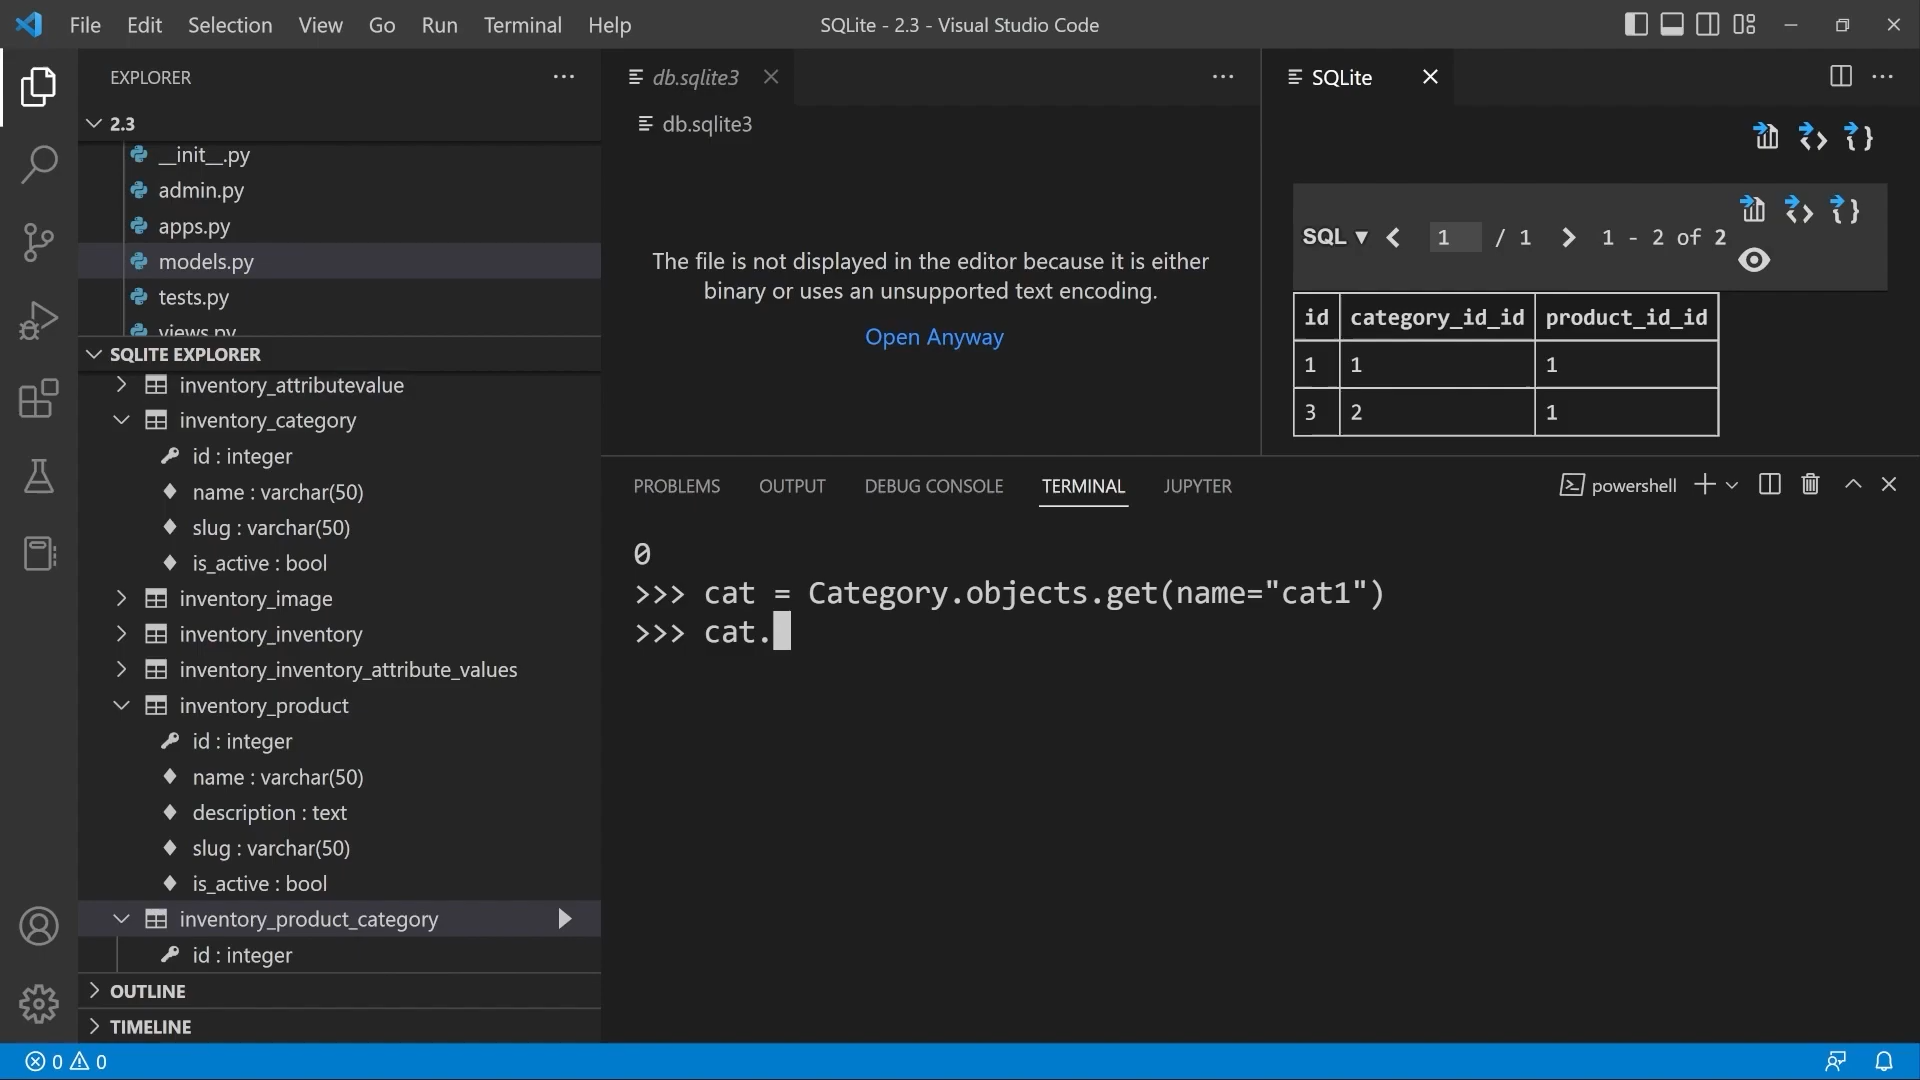 File Edit Selection View Go Run Terminal Help
SQLite - 2.3 - Visual Studio Code
EXPLORER
2.3
__init__.py
admin.py
apps.py
models.py
tests.py
views.py
SQLITE EXPLORER
inventory_attributevalue
inventory_category
id : integer
name : varchar(50)
slug : varchar(50)
is_active : bool
inventory_image
inventory_inventory
inventory_inventory_attribute_values
inventory_product
id : integer
name : varchar(50)
description : text
slug : varchar(50)
is_active : bool
inventory_product_category
id : integer
OUTLINE
TIMELINE
db.sqlite3
db.sqlite3
The file is not displayed in the editor because it is either
binary or uses an unsupported text encoding.
Open Anyway
SQLite
SQL ▼ 1 / 1 1 - 2 of 2
id category_id_id product_id_id
1 1 1
3 2 1
PROBLEMS OUTPUT DEBUG CONSOLE TERMINAL JUPYTER
powershell
0
>>> cat = Category.objects.get(name="cat1")
>>> cat.
0 0